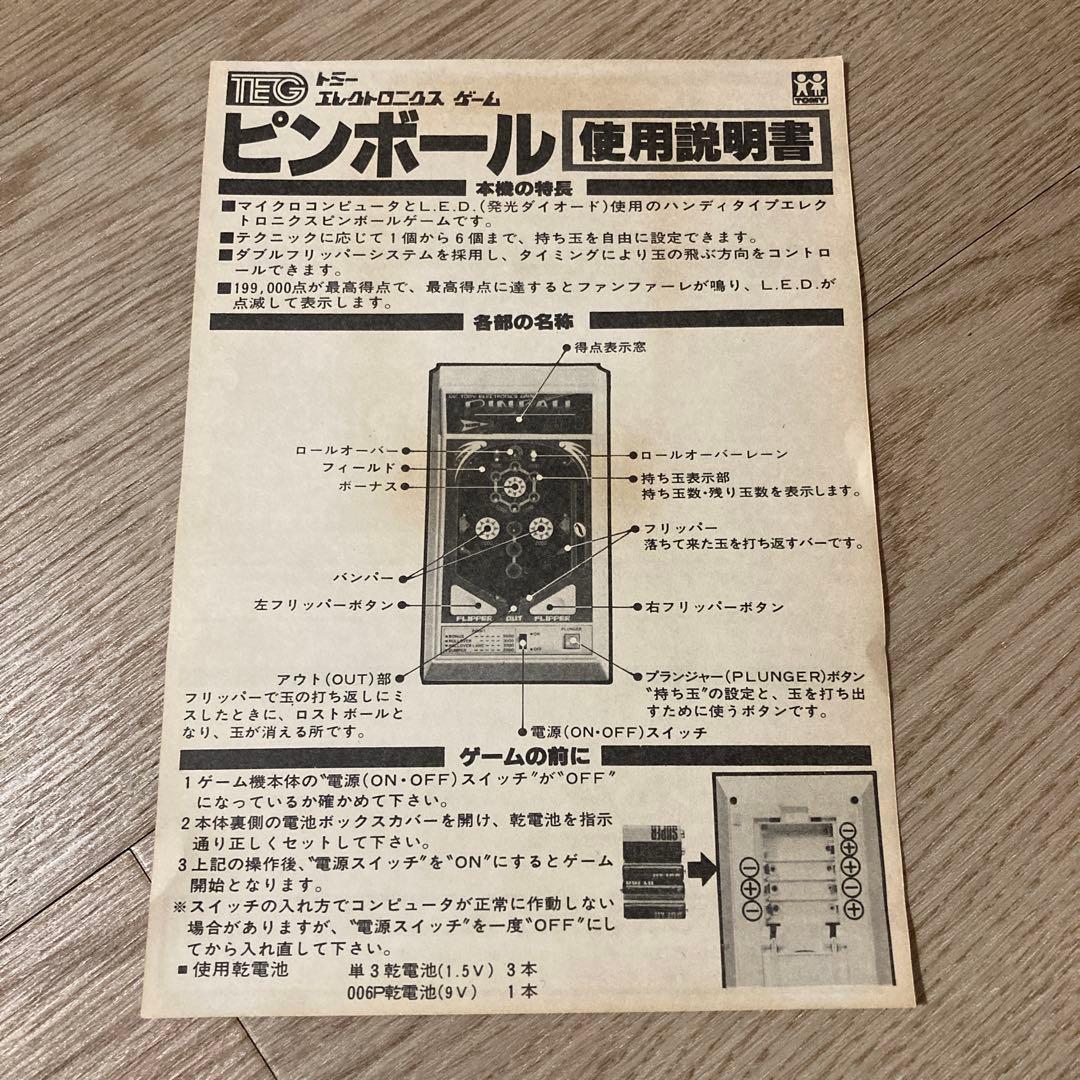 TEG トミー
エレクトロニクス ゲーム
TOMY
ピンボール 使用説明書
本機の特長
■マイクロコンピュータとL.E.D.(発光ダイオード)使用のハンディタイプエレク
トロニクスピンボールゲームです。
■テクニックに応じて1個から6個まで、持ち玉を自由に設定できます。
■ダブルフリッパーシステムを採用し、タイミングにより玉の飛ぶ方向をコントロ
ールできます。
■199,000点が最高得点で、最高得点に達するとファンファーレが鳴り、L.E.D.が
点滅して表示します。
各部の名称
得点表示窓
PINBALL
ロールオーバー
フィールド
ボーナス
ロールオーバーレーン
持ち玉表示部
持ち玉数・残り玉数を表示します。
フリッパー
落ちて来た玉を打ち返すバーです。
バンパー
左フリッパーボタン
右フリッパーボタン
FLIPPER OUT FLIPPER
PLUNGER
ON
OFF
アウト(OUT)部
フリッパーで玉の打ち返しにミ
スしたときに、ロストボールと
なり、玉が消える所です。
プランジャー(PLUNGER)ボタン
"持ち玉"の設定と、玉を打ち出
すために使うボタンです。
電源(ON・OFF)スイッチ
ゲームの前に
1ゲーム機本体の"電源(ON・OFF)スイッチ"が"OFF"
になっているか確かめて下さい。
2本体裏側の電池ボックスカバーを開け、乾電池を指示
通り正しくセットして下さい。
3上記の操作後、"電源スイッチ"を"ON"にするとゲーム
開始となります。
※スイッチの入れ方でコンピュータが正常に作動しない
場合がありますが、"電源スイッチ"を一度"OFF"にし
てから入れ直して下さい。
■使用乾電池 単3乾電池(1.5V) 3本
006P乾電池(9V) 1本
SUPER